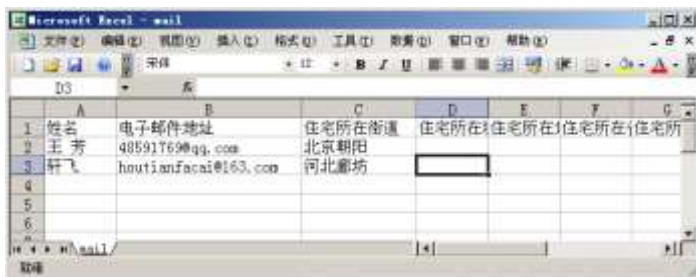 Microsoft Excel - mail
文件(F) 编辑(E) 视图(V) 插入(I) 格式(O) 工具(T) 数据(D) 窗口(W) 帮助(H)
宋体 12 B I U
D3 fx
A B C D E F G
1 姓名 电子邮件地址 住宅所在街道 住宅所在 住宅所在 住宅所在 住宅所
2 王 芳 48591769@qq.com 北京朝阳
3 轩飞 houtianfacai@163.com 河北廊坊
4
5
6
mail
就绪